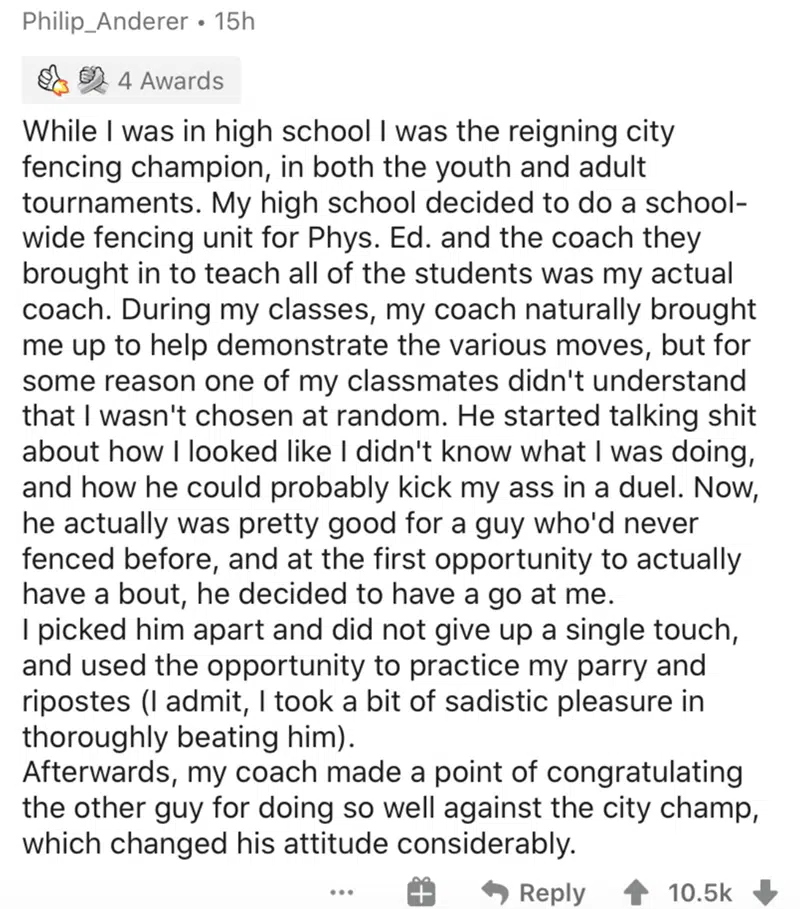 Philip_Anderer • 15h
4 Awards
While I was in high school I was the reigning city
fencing champion, in both the youth and adult
tournaments. My high school decided to do a school-
wide fencing unit for Phys. Ed. and the coach they
brought in to teach all of the students was my actual
coach. During my classes, my coach naturally brought
me up to help demonstrate the various moves, but for
some reason one of my classmates didn't understand
that I wasn't chosen at random. He started talking shit
about how I looked like I didn't know what I was doing,
and how he could probably kick my ass in a duel. Now,
he actually was pretty good for a guy who'd never
fenced before, and at the first opportunity to actually
have a bout, he decided to have a go at me.
I picked him apart and did not give up a single touch,
and used the opportunity to practice my parry and
ripostes (I admit, I took a bit of sadistic pleasure in
thoroughly beating him).
Afterwards, my coach made a point of congratulating
the other guy for doing so well against the city champ,
which changed his attitude considerably.
... Reply 10.5k